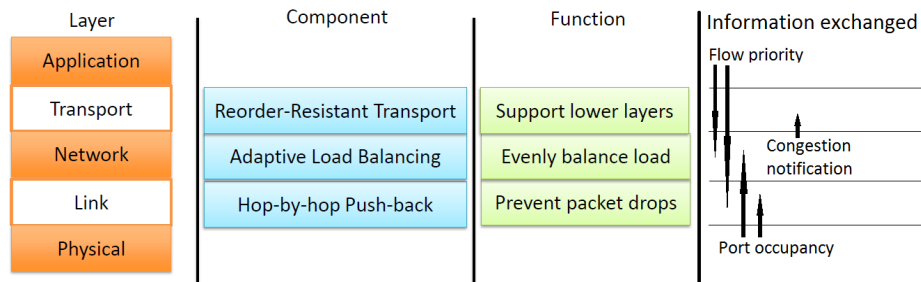 Layer
Component
Function
Information exchanged
Application
Flow priority
Transport
Reorder-Resistant Transport
Support lower layers
Network
Adaptive Load Balancing
Evenly balance load
Congestion
notification
Link
Hop-by-hop Push-back
Prevent packet drops
Physical
Port occupancy